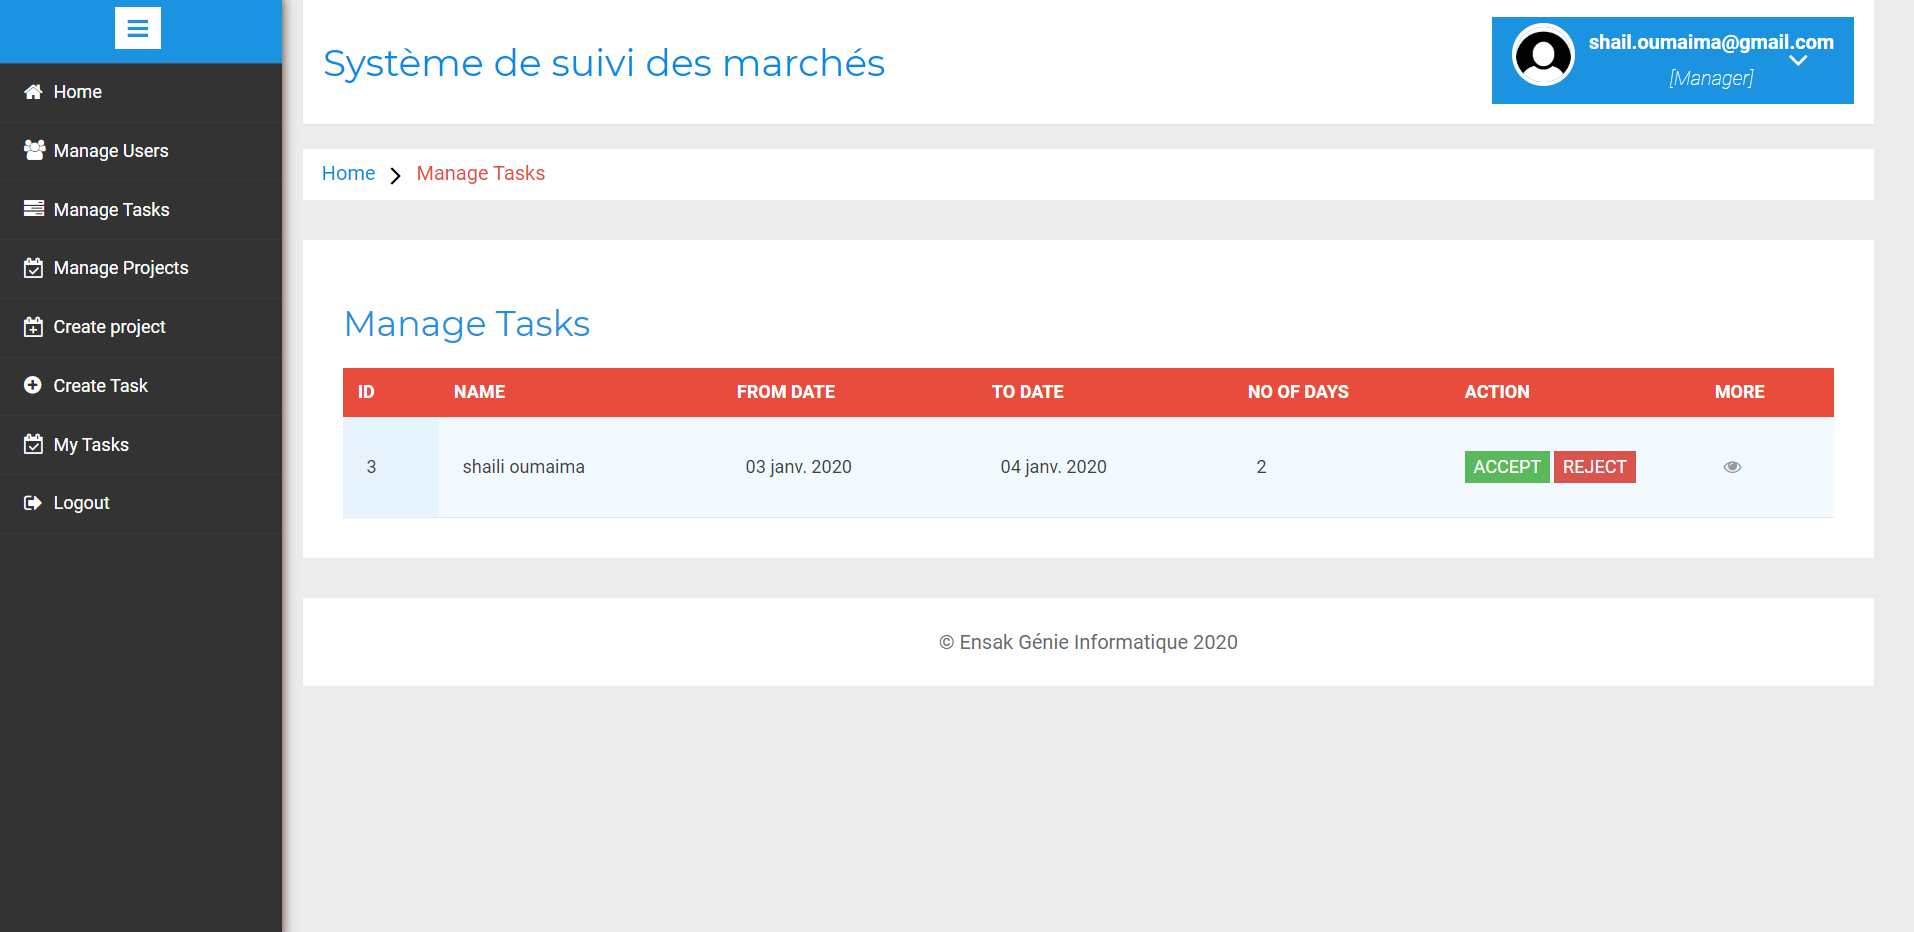 Home
Manage Users
Manage Tasks
Manage Projects
Create project
Create Task
My Tasks
Logout
Système de suivi des marchés
shail.oumaima@gmail.com
[Manager]
Home Manage Tasks
Manage Tasks
ID NAME FROM DATE TO DATE NO OF DAYS ACTION MORE
3 shaili oumaima 03 janv. 2020 04 janv. 2020 2 ACCEPT REJECT
© Ensak Génie Informatique 2020